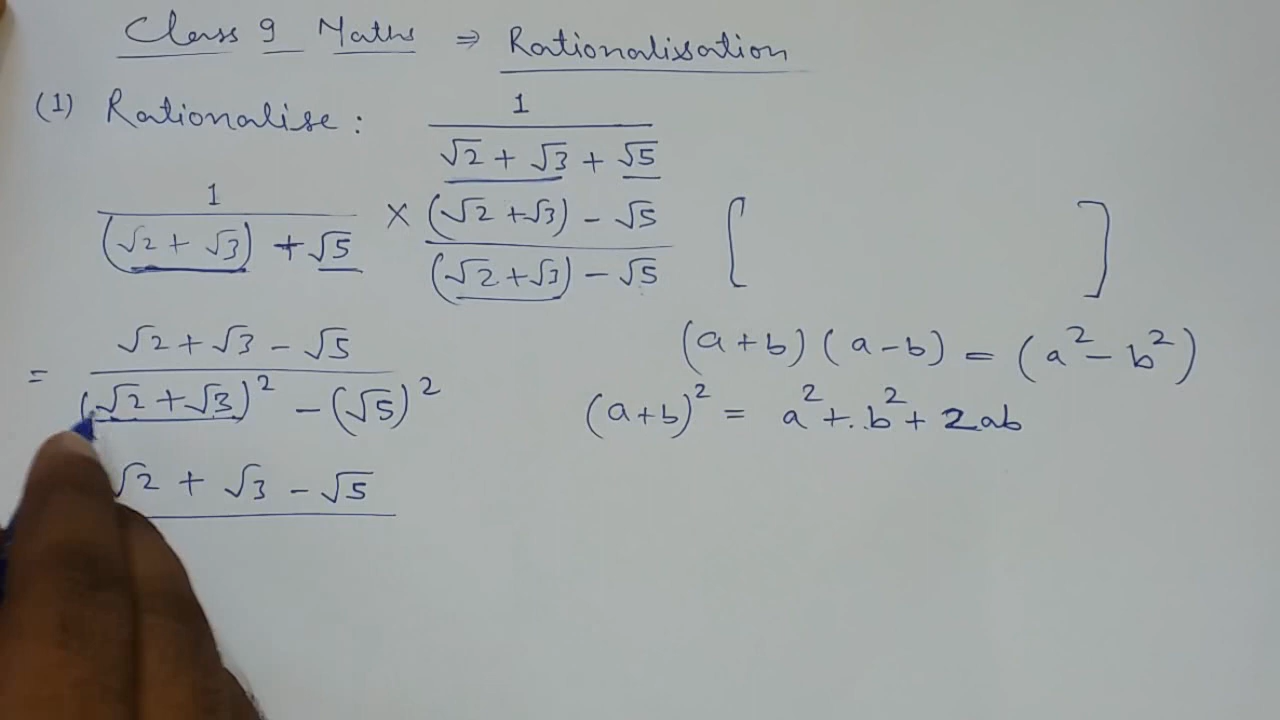 Class 9 Maths ⇒ Rationalisation
(1) Rationalise : 1 / (√2 + √3 + √5)
1 / ((√2 + √3) + √5) × ((√2 + √3) − √5) / ((√2 + √3) − √5) [ ]
= (√2 + √3 − √5) / ((√2 + √3)² − (√5)²)
(a + b) (a − b) = (a² − b²)
(a + b)² = a² + b² + 2ab
√2 + √3 − √5